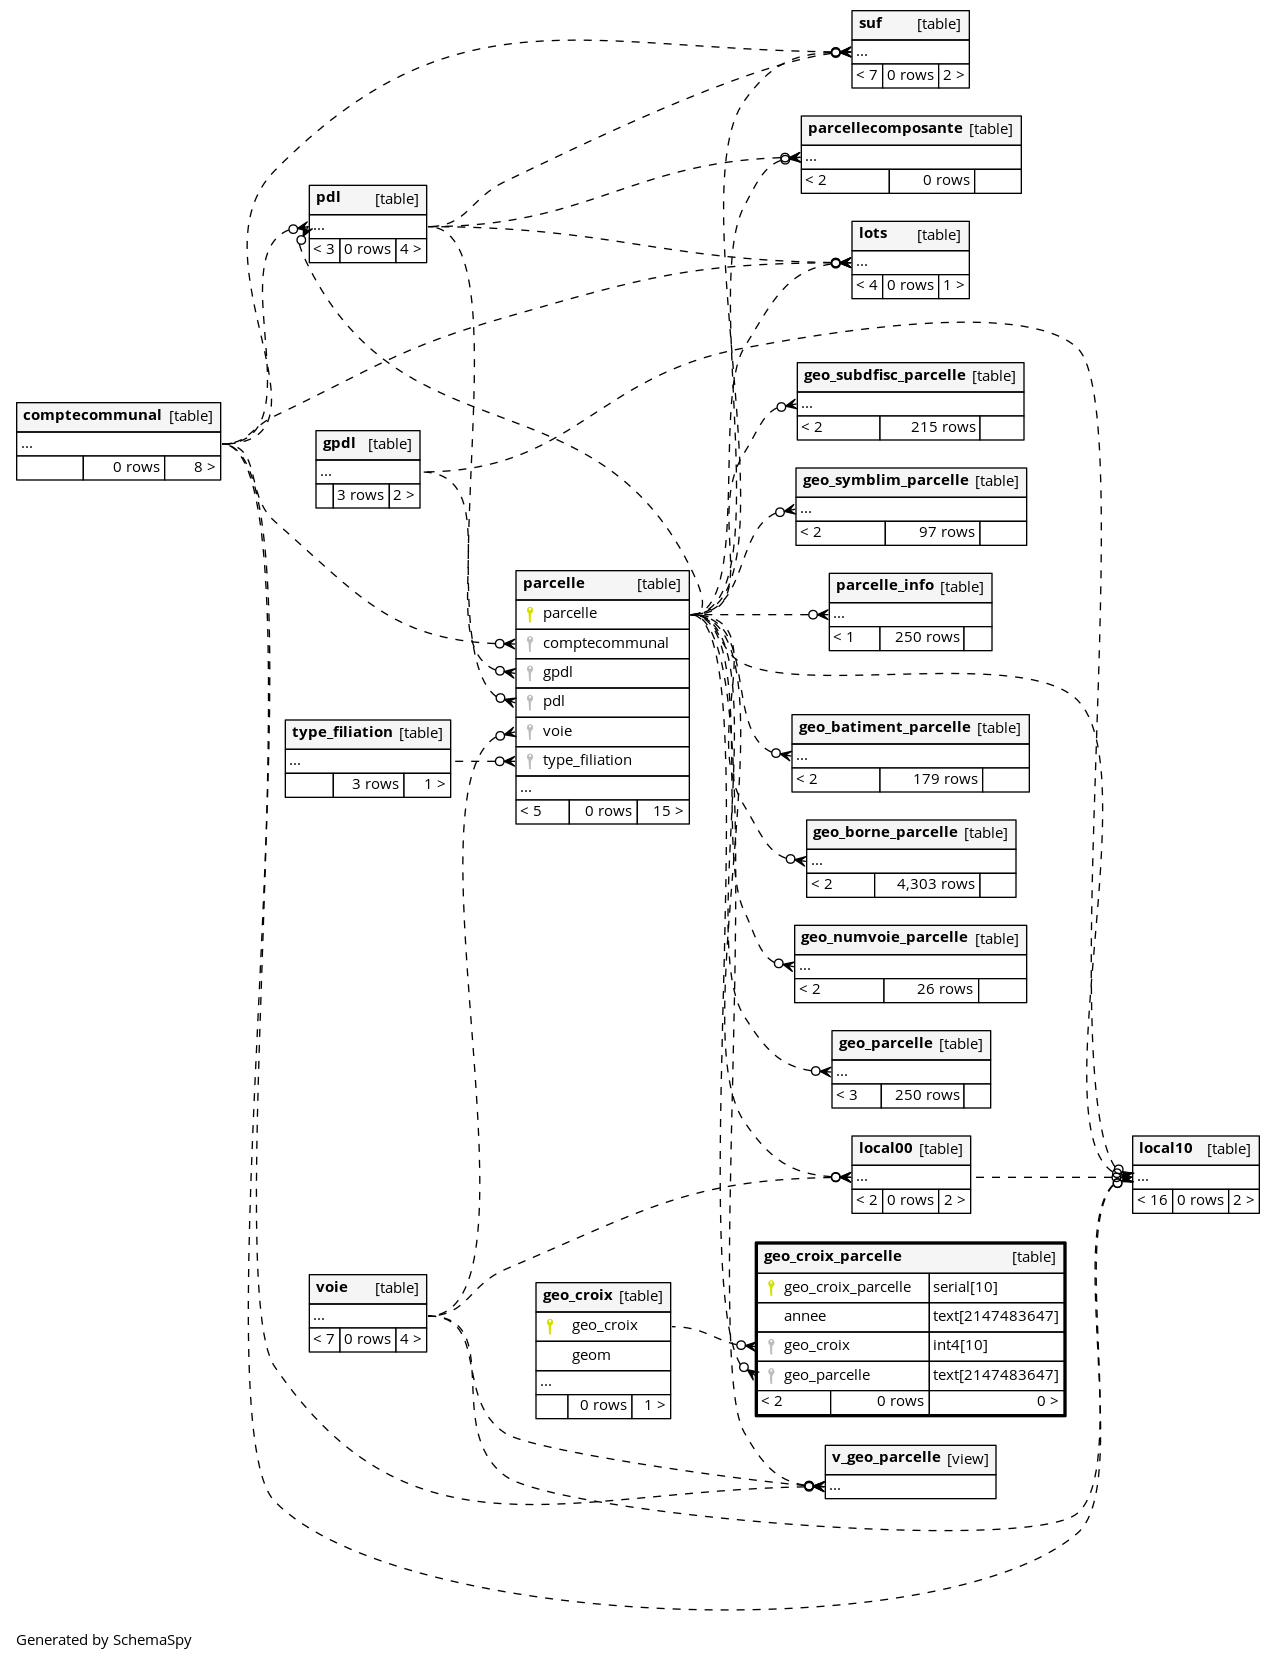 suf [table]
...
< 7 0 rows 2 >
parcellecomposante [table]
...
< 2 0 rows
pdl [table]
...
< 3 0 rows 4 >
lots [table]
...
< 4 0 rows 1 >
geo_subdfisc_parcelle [table]
...
< 2 215 rows
comptecommunal [table]
...
0 rows 8 >
gpdl [table]
...
3 rows 2 >
geo_symblim_parcelle [table]
...
< 2 97 rows
parcelle [table]
parcelle
comptecommunal
gpdl
pdl
voie
type_filiation
...
< 5 0 rows 15 >
parcelle_info [table]
...
< 1 250 rows
type_filiation [table]
...
3 rows 1 >
geo_batiment_parcelle [table]
...
< 2 179 rows
geo_borne_parcelle [table]
...
< 2 4,303 rows
geo_numvoie_parcelle [table]
...
< 2 26 rows
geo_parcelle [table]
...
< 3 250 rows
local00 [table]
...
< 2 0 rows 2 >
local10 [table]
...
< 16 0 rows 2 >
geo_croix_parcelle [table]
geo_croix_parcelle serial[10]
annee text[2147483647]
geo_croix int4[10]
geo_parcelle text[2147483647]
< 2 0 rows 0 >
voie [table]
...
< 7 0 rows 4 >
geo_croix [table]
geo_croix
geom
...
0 rows 1 >
v_geo_parcelle [view]
...
Generated by SchemaSpy